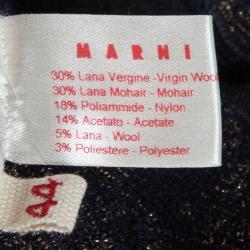 MARNI
30% Lana Vergine -Virgin Wool
30% Lana Mohair - Mohair
18% Poliammide - Nylon
14% Acetato - Acetate
5% Lana - Wool
3% Poliestere - Polyester